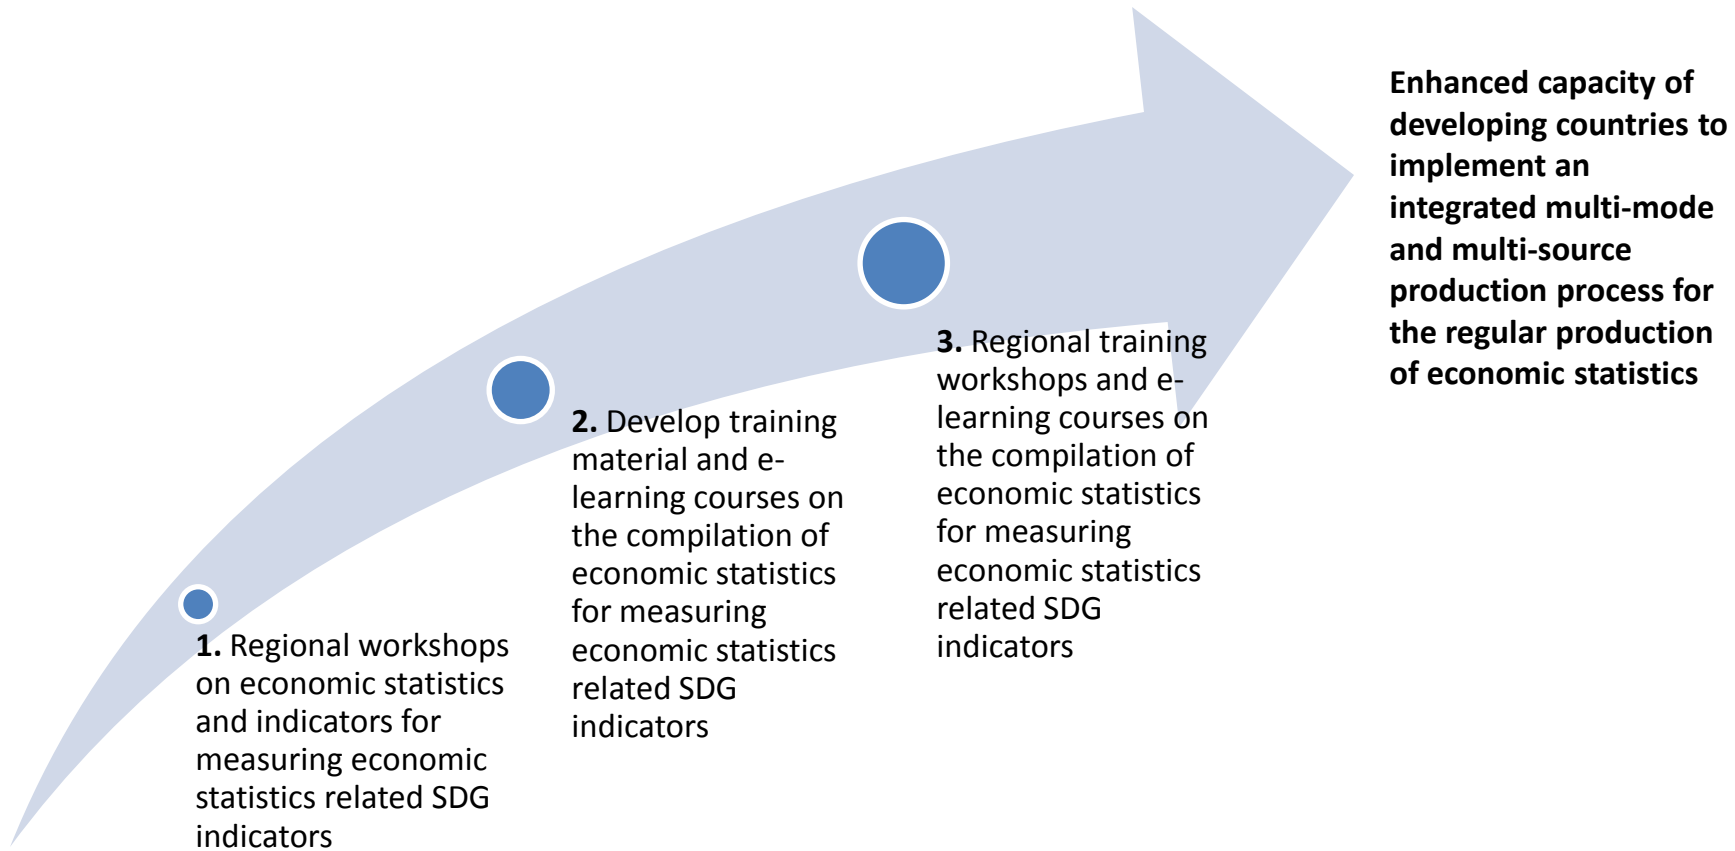 1. Regional workshops
on economic statistics
and indicators for
measuring economic
statistics related SDG
indicators
2. Develop training
material and e-
learning courses on
the compilation of
economic statistics
for measuring
economic statistics
related SDG
indicators
3. Regional training
workshops and e-
learning courses on
the compilation of
economic statistics
for measuring
economic statistics
related SDG
indicators
Enhanced capacity of
developing countries to
implement an
integrated multi-mode
and multi-source
production process for
the regular production
of economic statistics